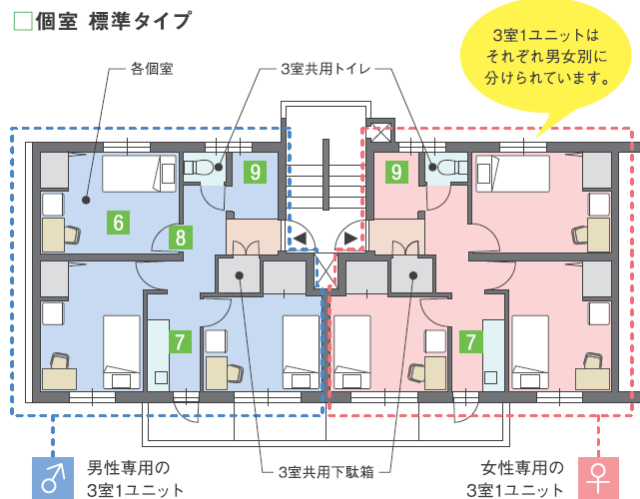 □個室 標準タイプ
3室1ユニットは
それぞれ男女別に
分けられています。
各個室
3室共用トイレ
9
9
6
8
7
7
男性専用の
3室1ユニット
3室共用下駄箱
女性専用の
3室1ユニット